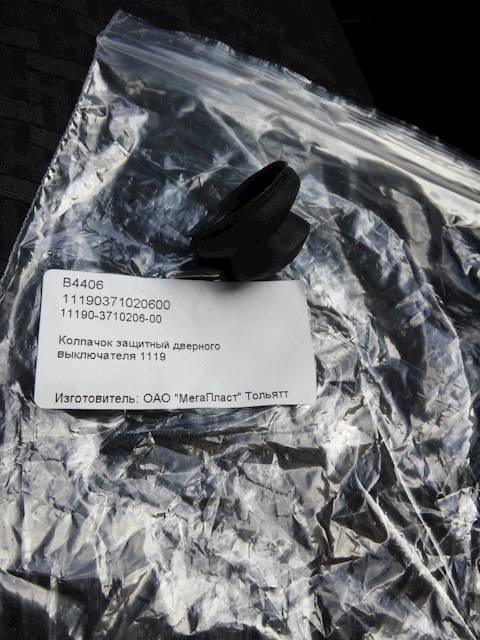 B4406
11190371020600
11190-3710206-00
Колпачок защитный дверного
выключателя 1119
Изготовитель: ОАО "МегаПласт" Тольятт